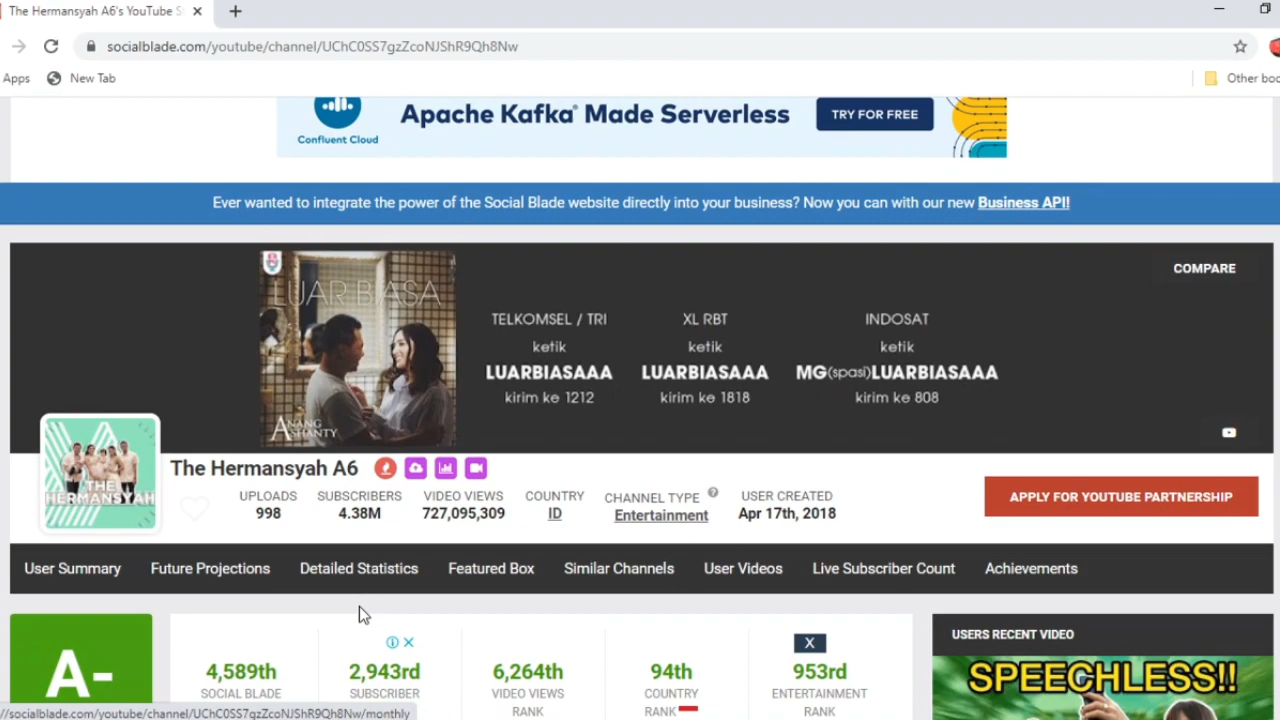 The Hermansyah A6's YouTube S
socialblade.com/youtube/channel/UChC0SS7gzZcoNJShR9Qh8Nw
Apps
New Tab
Other boo
Confluent Cloud
Apache Kafka® Made Serverless
TRY FOR FREE
Ever wanted to integrate the power of the Social Blade website directly into your business? Now you can with our new Business API!
COMPARE
LUAR BIASA
ANANG
ASHANTY
TELKOMSEL / TRI
ketik
LUARBIASAAA
kirim ke 1212
XL RBT
ketik
LUARBIASAAA
kirim ke 1818
INDOSAT
ketik
MG(spasi)LUARBIASAAA
kirim ke 808
THE
HERMANSYAH
The Hermansyah A6
UPLOADS
998
SUBSCRIBERS
4.38M
VIDEO VIEWS
727,095,309
COUNTRY
ID
CHANNEL TYPE
Entertainment
USER CREATED
Apr 17th, 2018
APPLY FOR YOUTUBE PARTNERSHIP
User Summary
Future Projections
Detailed Statistics
Featured Box
Similar Channels
User Videos
Live Subscriber Count
Achievements
A-
4,589th
SOCIAL BLADE
2,943rd
SUBSCRIBER
6,264th
VIDEO VIEWS
RANK
94th
COUNTRY
RANK
X
953rd
ENTERTAINMENT
RANK
USERS RECENT VIDEO
SPEECHLESS!!
//socialblade.com/youtube/channel/UChC0SS7gzZcoNJShR9Qh8Nw/monthly